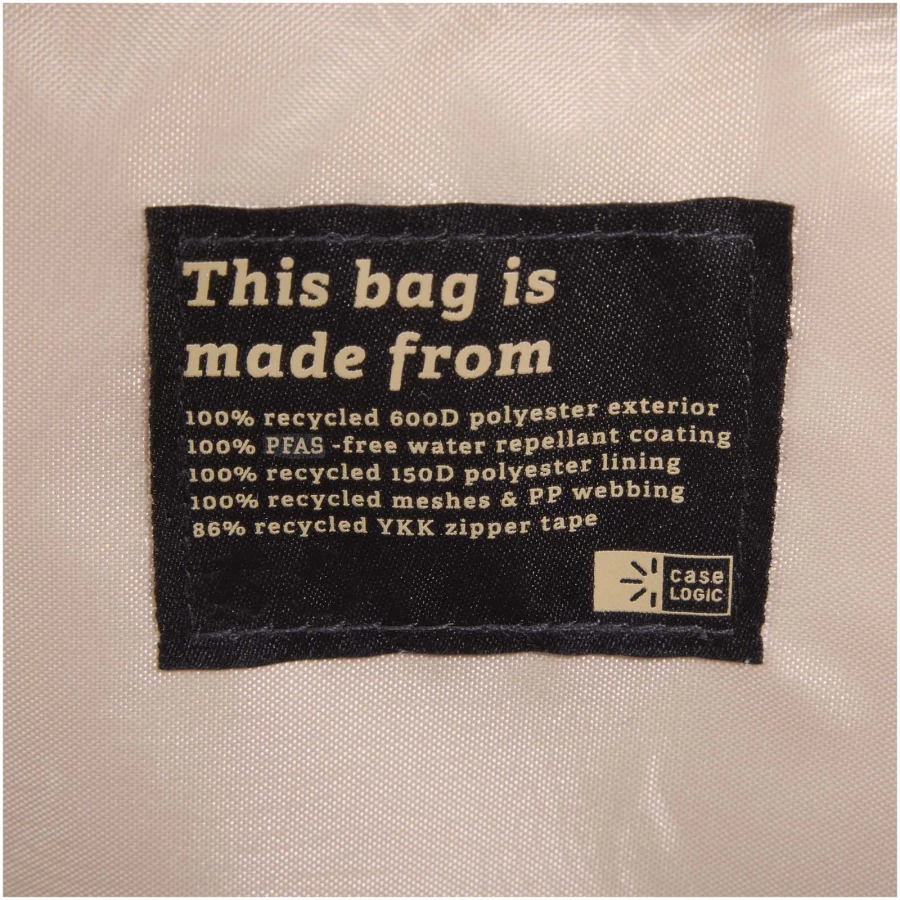 This bag is
made from
100% recycled 600D polyester exterior
100% PFAS -free water repellant coating
100% recycled 150D polyester lining
100% recycled meshes & PP webbing
86% recycled YKK zipper tape
case
LOGIC